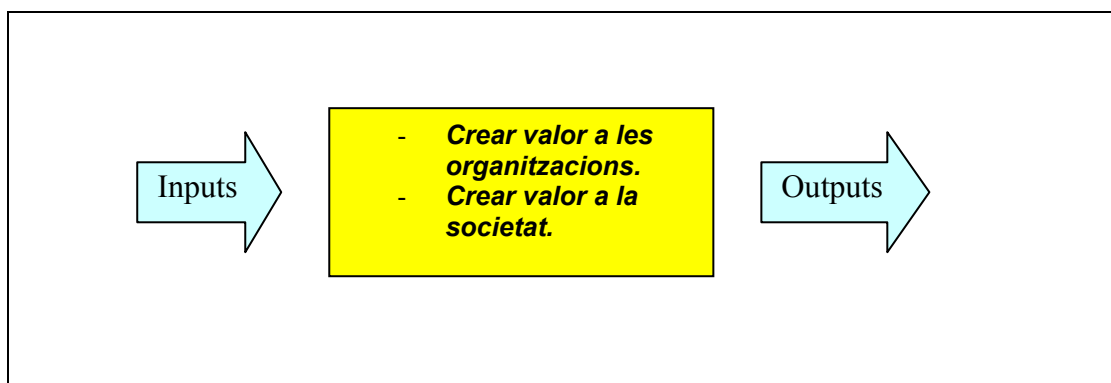 Inputs
- Crear valor a les
organitzacions.
- Crear valor a la
societat.
Outputs